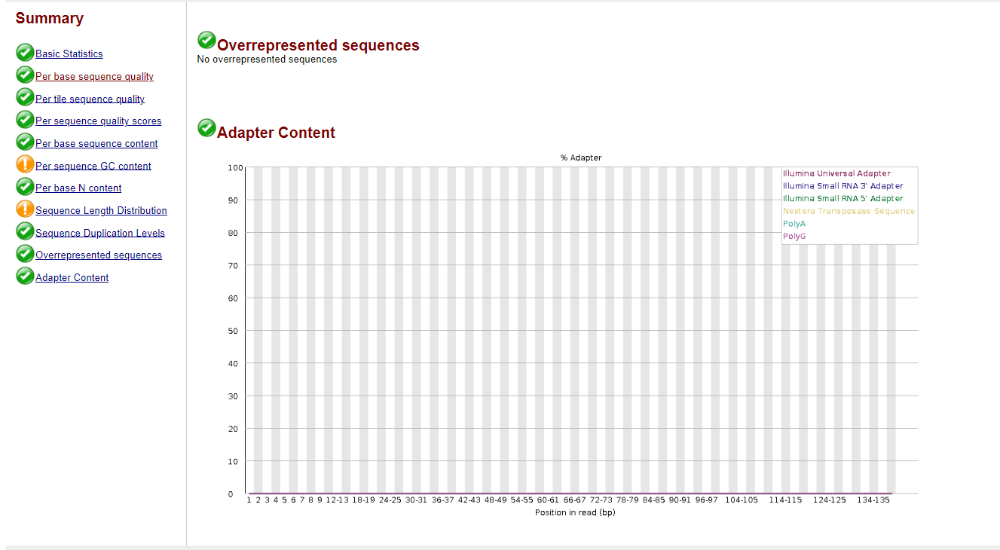 Summary
Basic Statistics
Per base sequence quality
Per tile sequence quality
Per sequence quality scores
Per base sequence content
Per sequence GC content
Per base N content
Sequence Length Distribution
Sequence Duplication Levels
Overrepresented sequences
Adapter Content
Overrepresented sequences
No overrepresented sequences
Adapter Content
% Adapter
Illumina Universal Adapter
Illumina Small RNA 3' Adapter
Illumina Small RNA 5' Adapter
Nextera Transposase Sequence
PolyA
PolyG
100
90
80
70
60
50
40
30
20
10
0
1 2 3 4 5 6 7 8 9 12-13 18-19 24-25 30-31 36-37 42-43 48-49 54-55 60-61 66-67 72-73 78-79 84-85 90-91 96-97 104-105 114-115 124-125 134-135
Position in read (bp)